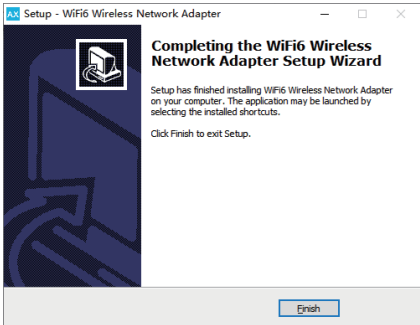 AX Setup - WiFi6 Wireless Network Adapter
Completing the WiFi6 Wireless
Network Adapter Setup Wizard
Setup has finished installing WiFi6 Wireless Network Adapter
on your computer. The application may be launched by
selecting the installed shortcuts.
Click Finish to exit Setup.
Finish